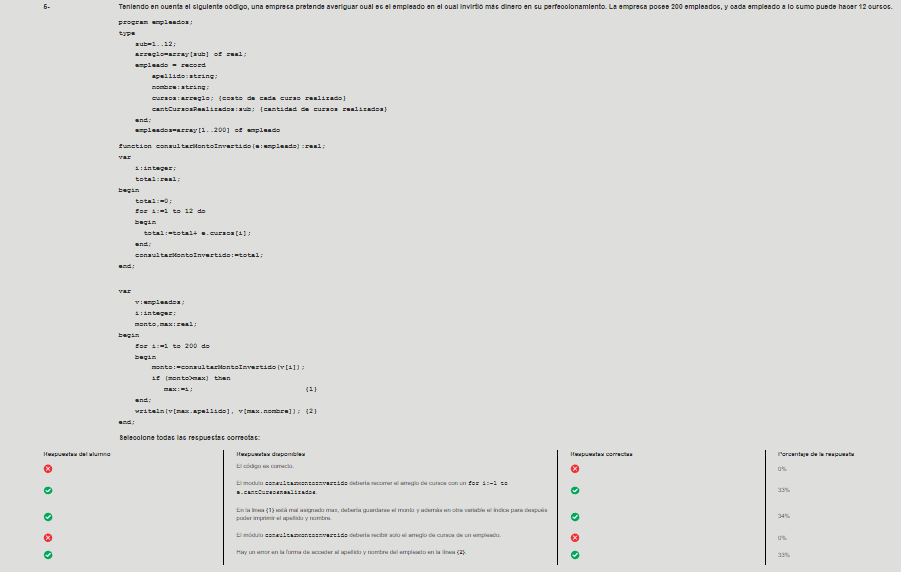 5-
Teniendo en cuenta el siguiente código, una empresa pretende averiguar cuál es el empleado en el cual invirtió más dinero en su perfeccionamiento. La empresa posee 200 empleados, y cada empleado a lo sumo puede hacer 12 cursos.
program empleados;
type
sub=1..12;
arreglo=array[sub] of real;
empleado = record
apellido:string;
nombre:string;
cursos:arreglo; {costo de cada curso realizado}
cantCursosRealizados:sub; {cantidad de cursos realizados}
end;
empleados=array[1..200] of empleado
function consultarMontoInvertido(e:empleado):real;
var
i:integer;
total:real;
begin
total:=0;
for i:=1 to 12 do
begin
total:=total+ e.cursos[i];
end;
consultarMontoInvertido:=total;
end;
var
v:empleados;
i:integer;
monto,max:real;
begin
for i:=1 to 200 do
begin
monto:=consultarMontoInvertido(v[i]);
if (monto>max) then
max:=i; {1}
end;
writeln(v[max.apellido], v[max.nombre]); {2}
end;
Seleccione todas las respuestas correctas:
Respuestas del alumno Respuestas disponibles Respuestas correctas Porcentaje de la respuesta
El código es correcto. 0%
El módulo consultarMontoInvertido debería recorrer el arreglo de cursos con un for i:=1 to
e.cantCursosRealizados. 33%
En la línea {1} está mal asignado max, debería guardarse el monto y además en otra variable el índice para después
poder imprimir el apellido y nombre. 34%
El módulo consultarMontoInvertido debería recibir solo el arreglo de cursos de un empleado. 0%
Hay un error en la forma de acceder al apellido y nombre del empleado en la línea {2}. 33%